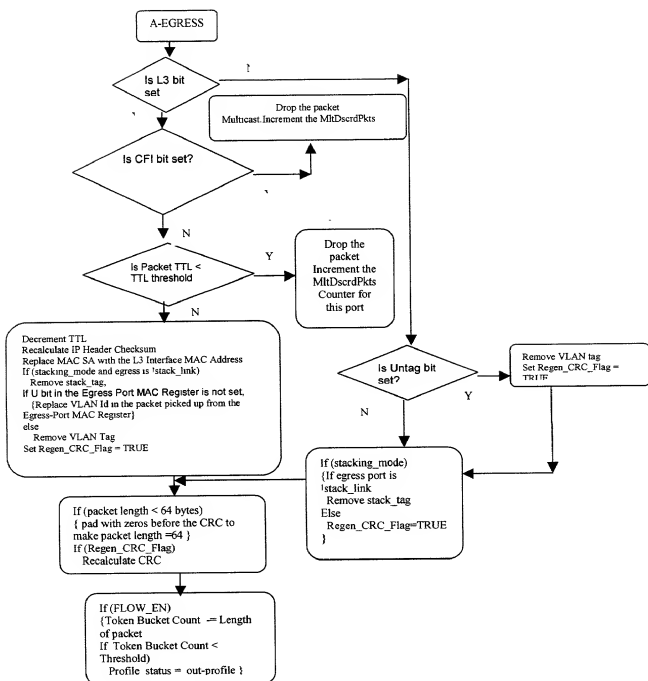 A-EGRESS
Is L3 bit
set
Drop the packet
Multicast.Increment the MltDscrdPkts
Is CFI bit set?
N
Is Packet TTL <
TTL threshold
Y
Drop the
packet
Increment the
MltDscrdPkts
Counter for
this port
N
Decrement TTL
Recalculate IP Header Checksum
Replace MAC SA with the L3 Interface MAC Address
If (stacking_mode and egress is !stack_link)
Remove stack_tag,
If U bit in the Egress Port MAC Register is not set,
{Replace VLAN Id in the packet picked up from the
Egress-Port MAC Register}
else
Remove VLAN Tag
Set Regen_CRC_Flag = TRUE
Is Untag bit
set?
Y
N
Remove VLAN tag
Set Regen_CRC_Flag =
TRUE
If (stacking_mode)
{If egress port is
!stack_link
Remove stack_tag
Else
Regen_CRC_Flag=TRUE
}
If (packet length < 64 bytes)
{ pad with zeros before the CRC to
make packet length =64 }
If (Regen_CRC_Flag)
Recalculate CRC
If (FLOW_EN)
{Token Bucket Count -= Length
of packet
If Token Bucket Count <
Threshold)
Profile status = out-profile }